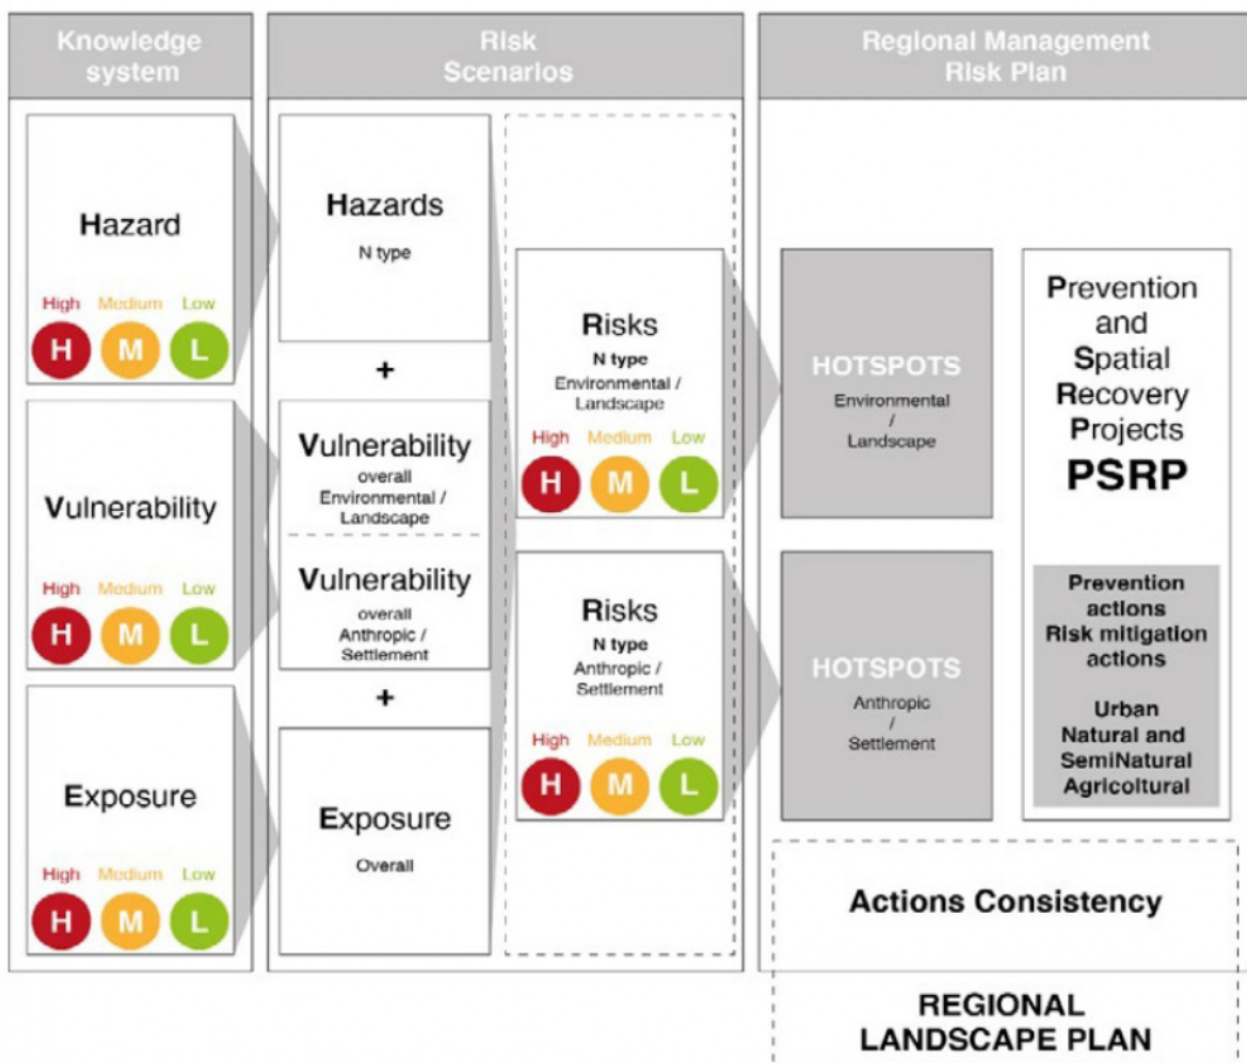 Knowledge
system
Hazard
High Medium Low
H M L
Vulnerability
High Medium Low
H M L
Exposure
High Medium Low
H M L
Risk
Scenarios
Hazards
N type
+
Vulnerability
overall
Environmental /
Landscape
Vulnerability
overall
Anthropic /
Settlement
+
Exposure
Overall
Risks
N type
Environmental /
Landscape
High Medium Low
H M L
Risks
N type
Anthropic /
Settlement
High Medium Low
H M L
Regional Management
Risk Plan
HOTSPOTS
Environmental
/
Landscape
HOTSPOTS
Anthropic
/
Settlement
Prevention
and
Spatial
Recovery
Projects
PSRP
Prevention
actions
Risk mitigation
actions
Urban
Natural and
SemiNatural
Agricoltural
Actions Consistency
REGIONAL
LANDSCAPE PLAN